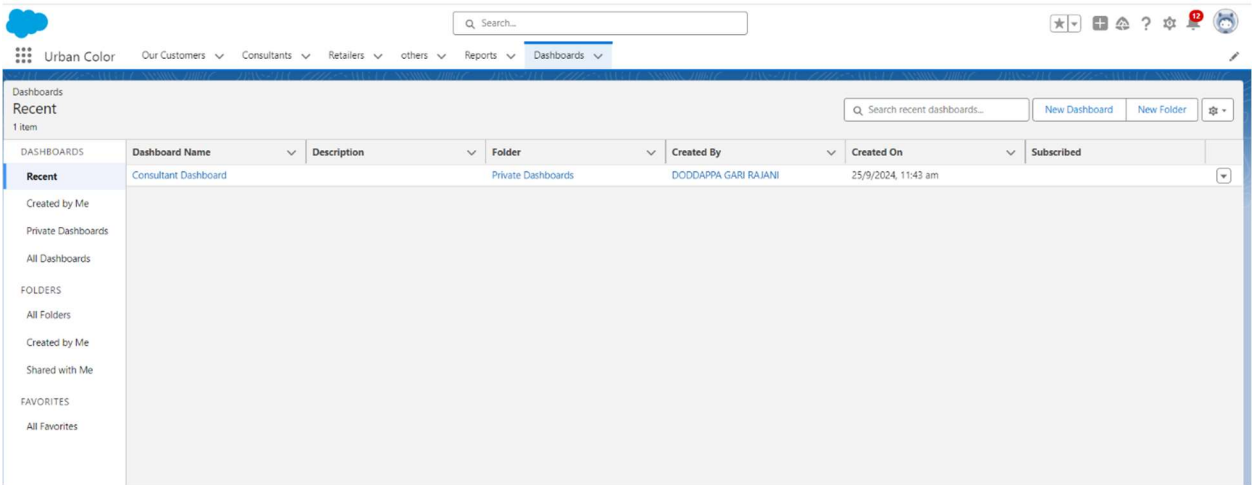 Search...
12
Urban Color Our Customers Consultants Retailers others Reports Dashboards
Dashboards
Recent
1 item
Search recent dashboards...
New Dashboard New Folder
DASHBOARDS
Recent
Created by Me
Private Dashboards
All Dashboards
FOLDERS
All Folders
Created by Me
Shared with Me
FAVORITES
All Favorites
Dashboard Name Description Folder Created By Created On Subscribed
Consultant Dashboard Private Dashboards DODDAPPA GARI RAJANI 25/9/2024, 11:43 am